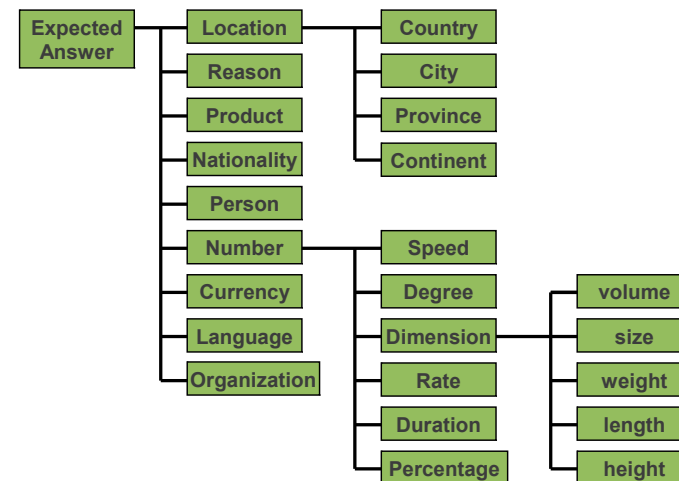 Expected
Answer
Location
Country
Reason
City
Product
Province
Nationality
Continent
Person
Number
Speed
Currency
Degree
volume
Language
Dimension
size
Organization
Rate
weight
Duration
length
Percentage
height